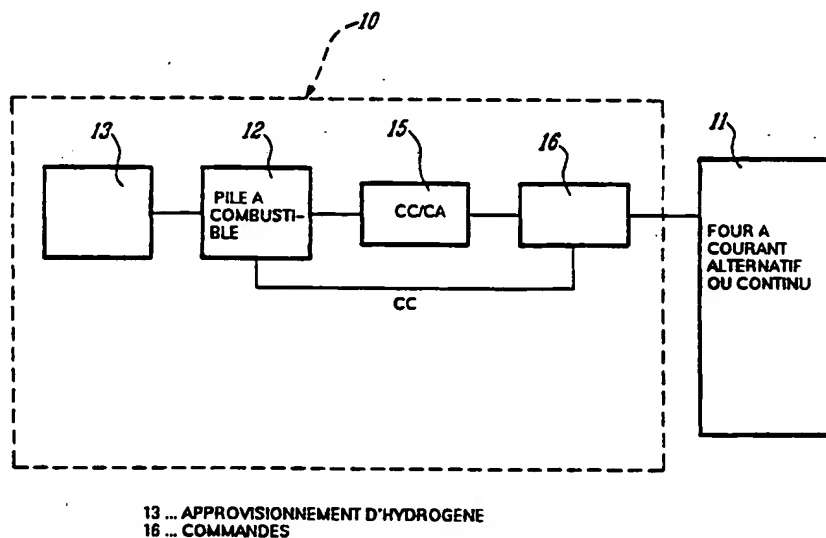 10
13
12
15
16
11
PILE A
COMBUSTI-
BLE
CC/CA
FOUR A
COURANT
ALTERNATIF
OU CONTINU
CC
13 ... APPROVISIONNEMENT D'HYDROGENE
16 ... COMMANDES